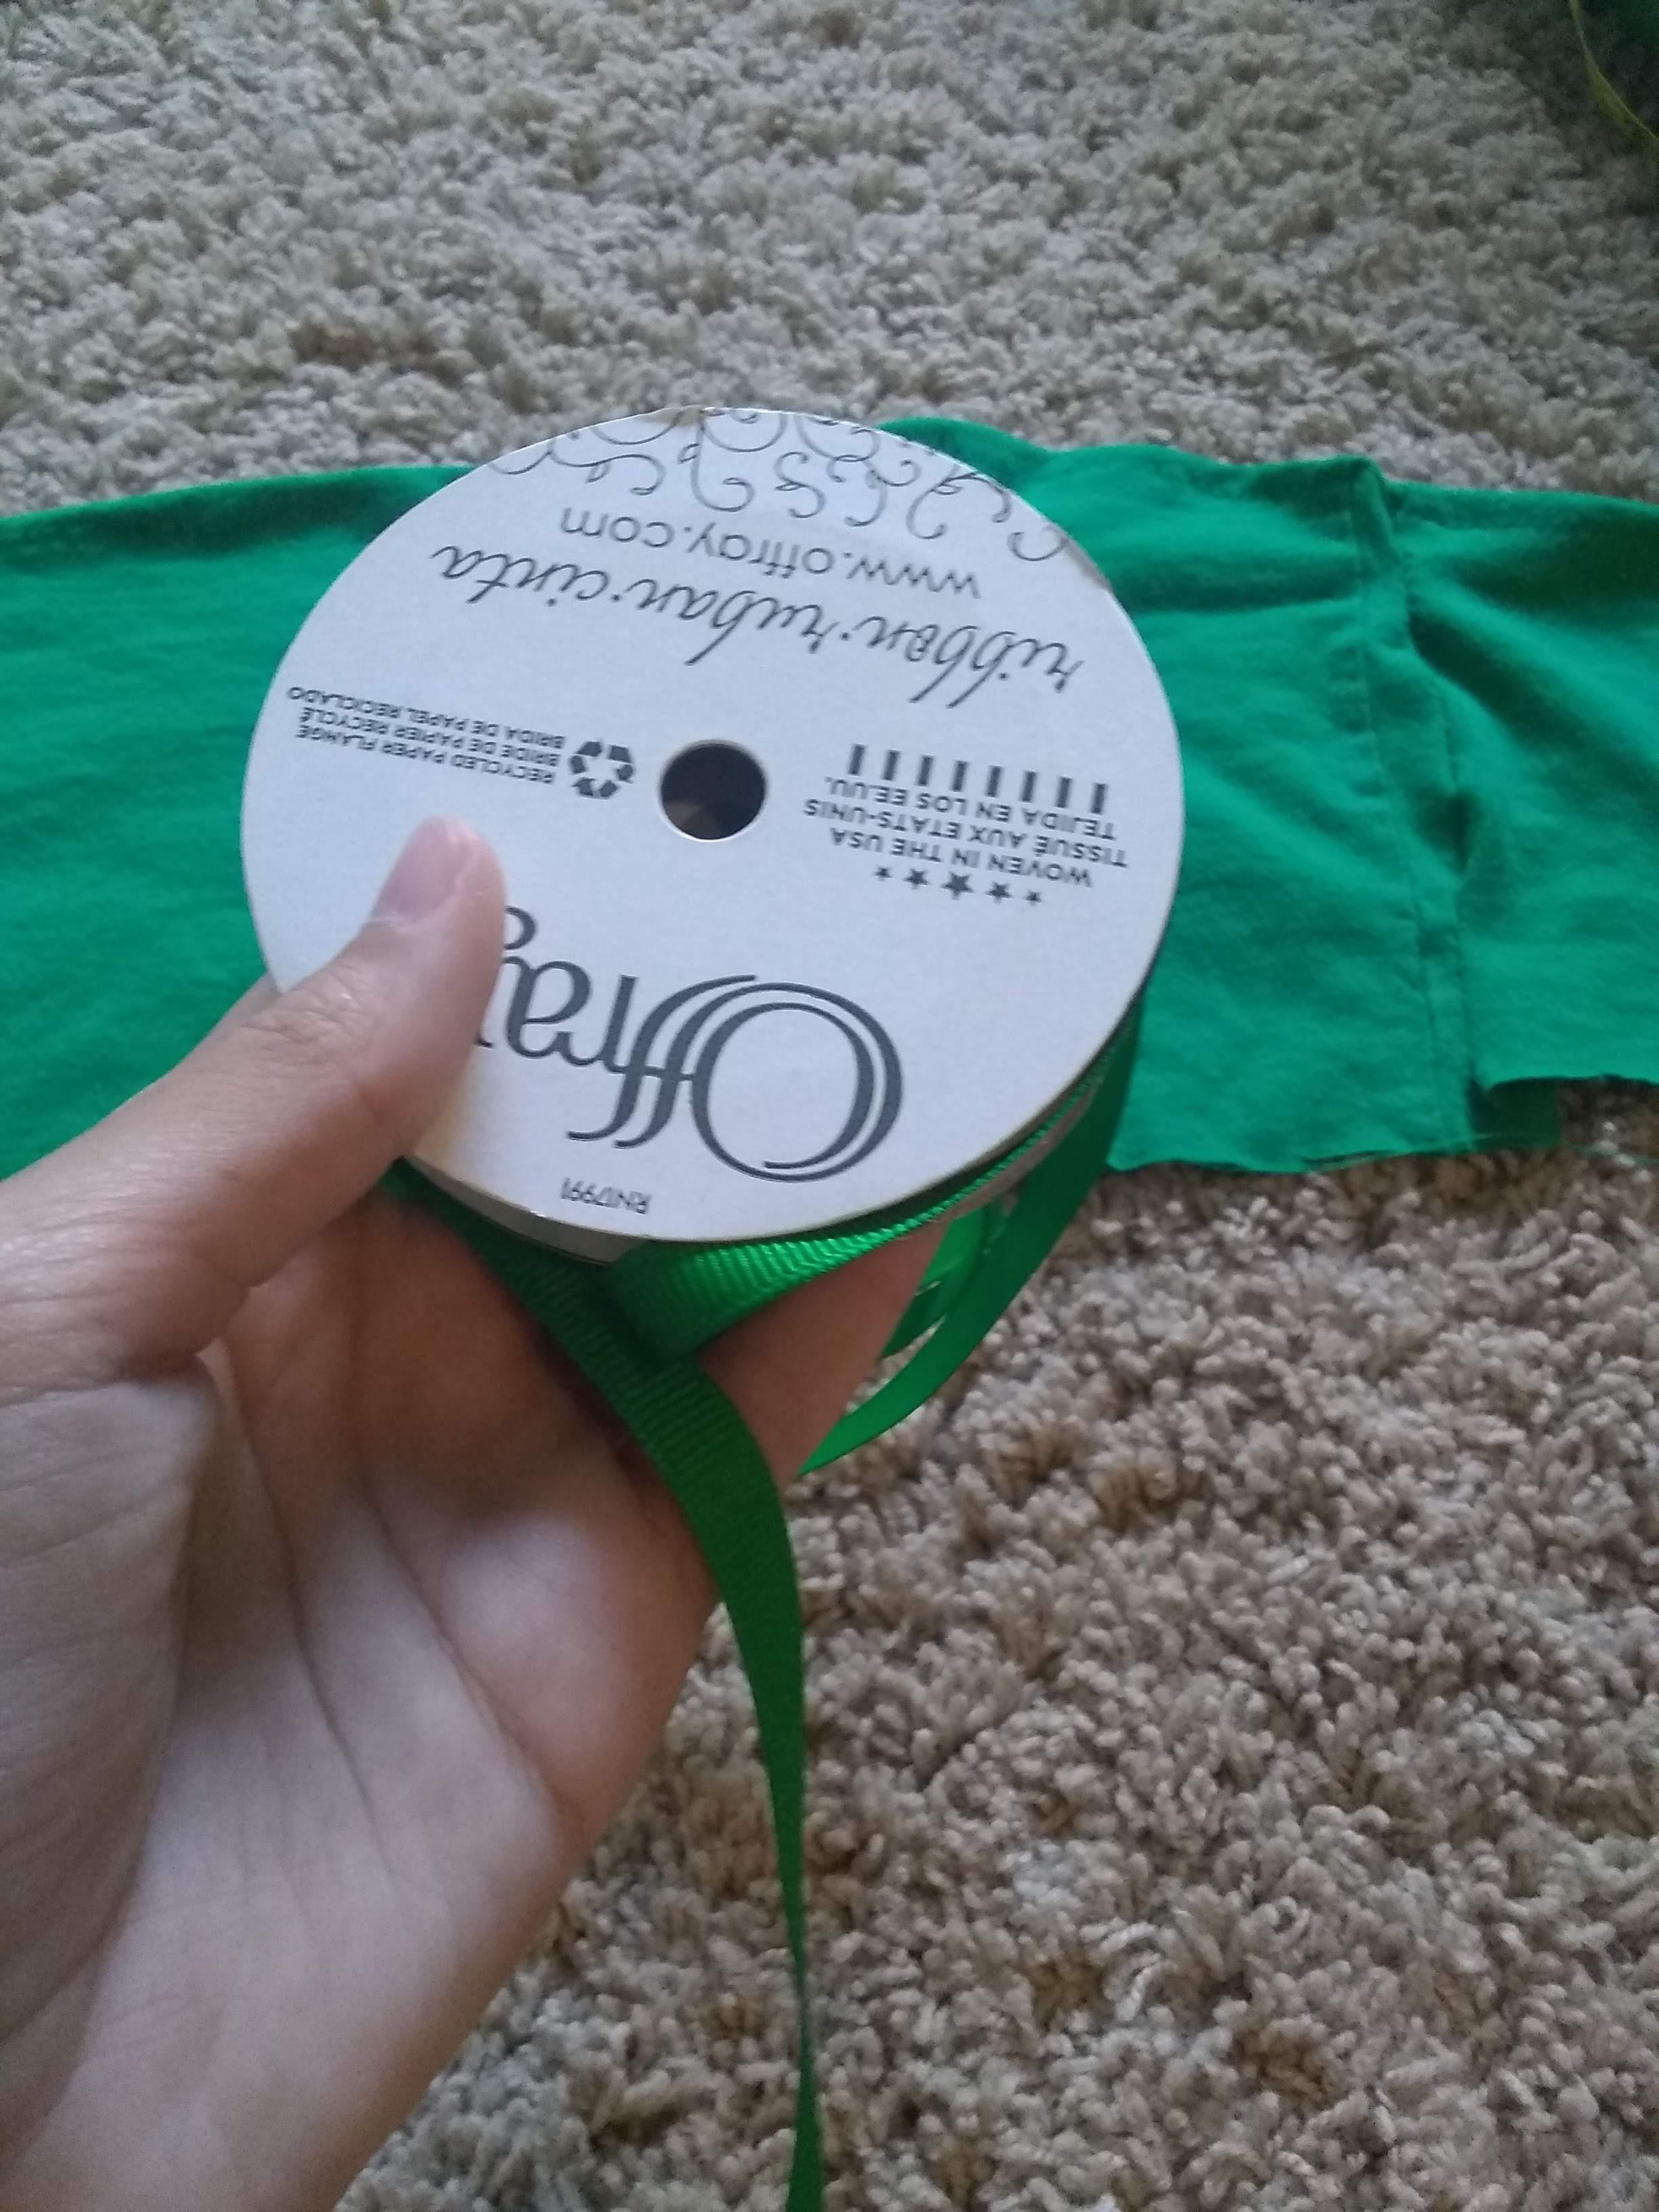 RN17991
Offray
★★★★★
WOVEN IN THE USA
TISSUÉ AUX ETATS-UNIS
TEJIDA EN LOS EE.UU.
RECYCLED PAPER FLANGE
BRIDE DE PAPIER RECYCLÉ
BRIDA DE PAPEL RECICLADO
ribbon·ruban·cinta
www.offray.com